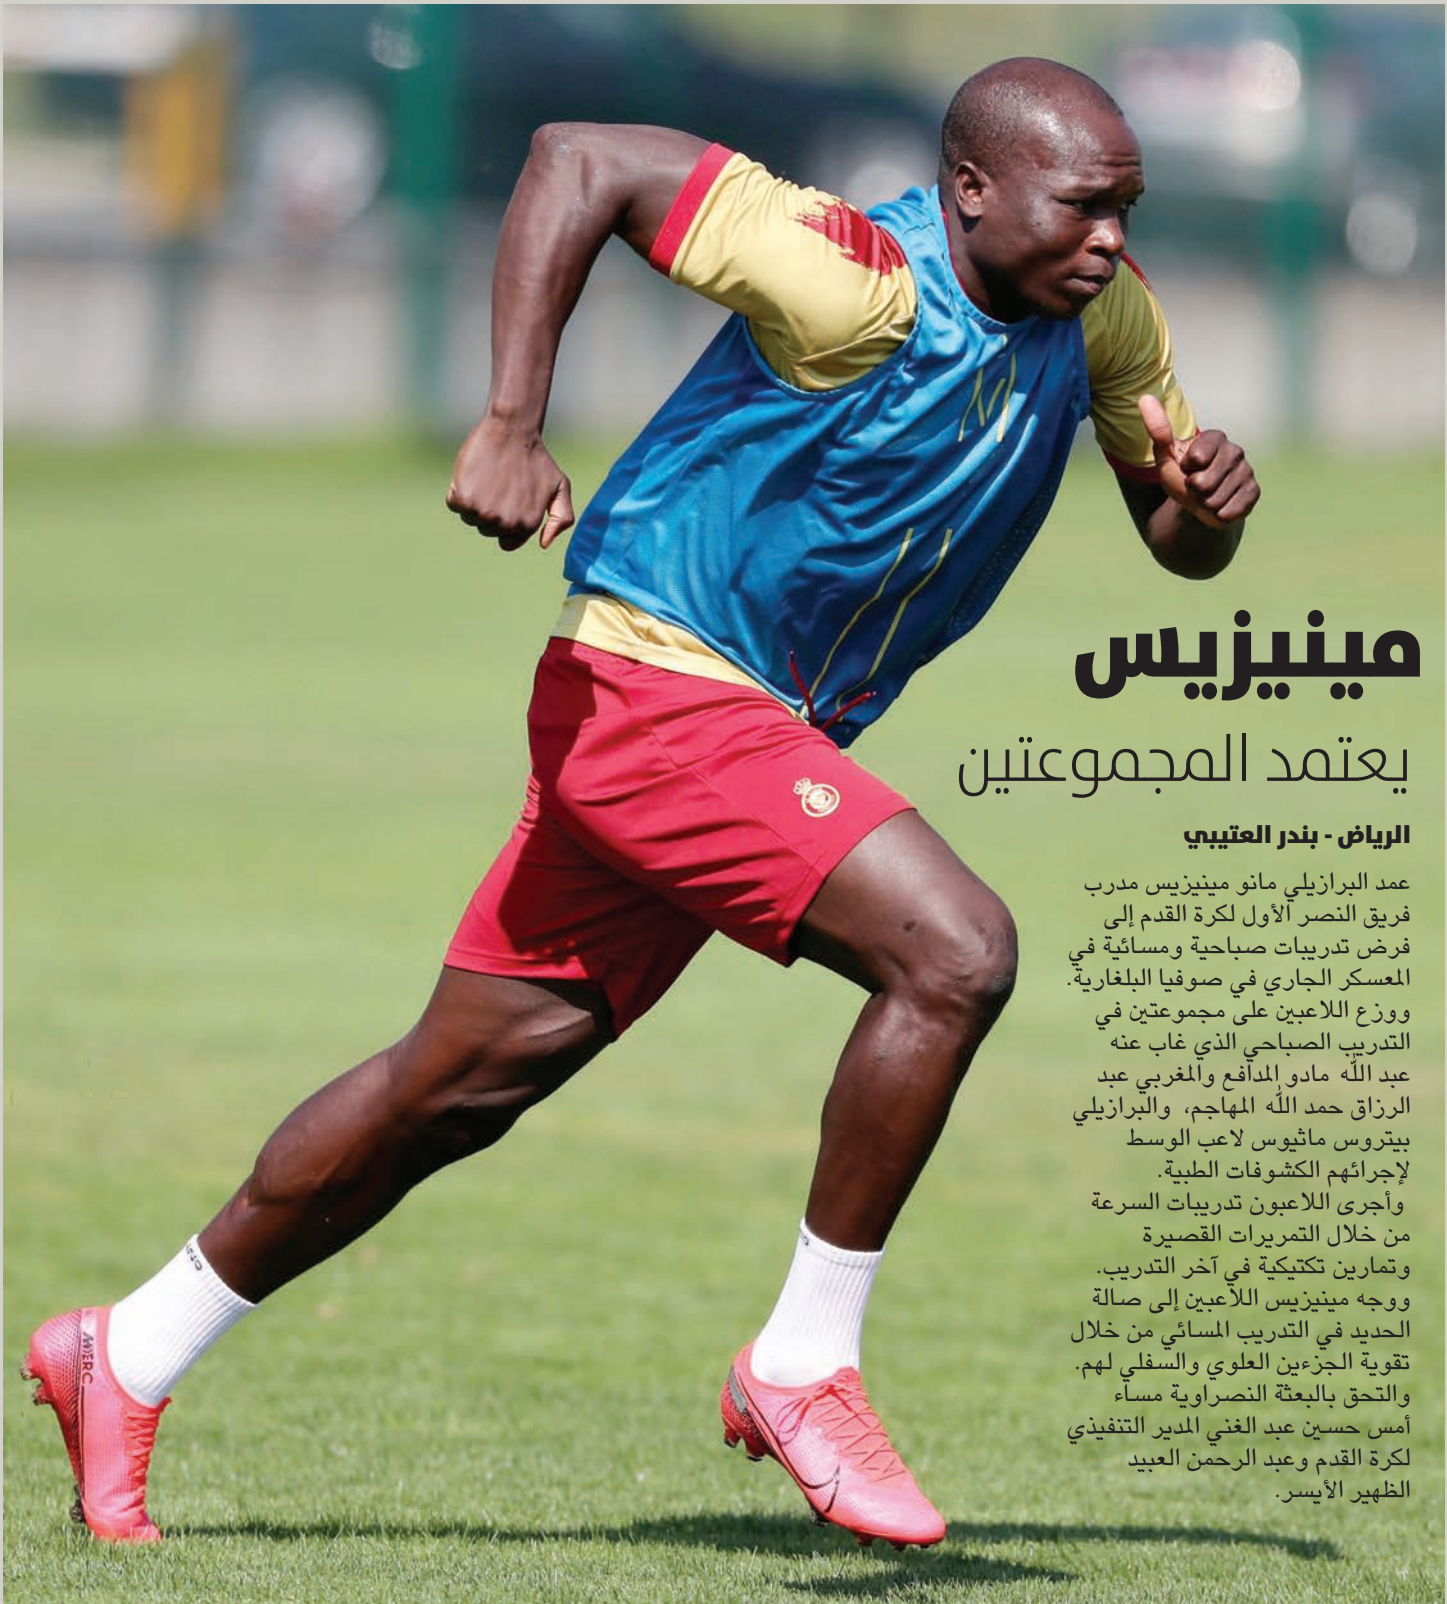 مينيزيس
يعتمد المجموعتين
الرياض - بندر العتيبي
عمد البرازيلي مانو مينيزيس مدرب
فريق النصر الأول لكرة القدم إلى
فرض تدريبات صباحية ومسائية في
المعسكر الجاري في صوفيا البلغارية.
ووزع اللاعبين على مجموعتين في
التدريب الصباحي الذي غاب عنه
عبد الله مادو المدافع والمغربي عبد
الرزاق حمد الله المهاجم، والبرازيلي
بيتروس ماثيوس لاعب الوسط
لإجرائهم الكشوفات الطبية.
وأجرى اللاعبون تدريبات السرعة
من خلال التمريرات القصيرة
وتمارين تكتيكية في آخر التدريب.
ووجه مينيزيس اللاعبين إلى صالة
الحديد في التدريب المسائي من خلال
تقوية الجزءين العلوي والسفلي لهم.
والتحق بالبعثة النصراوية مساء
أمس حسين عبد الغني المدير التنفيذي
لكرة القدم وعبد الرحمن العبيد
الظهير الأيسر.